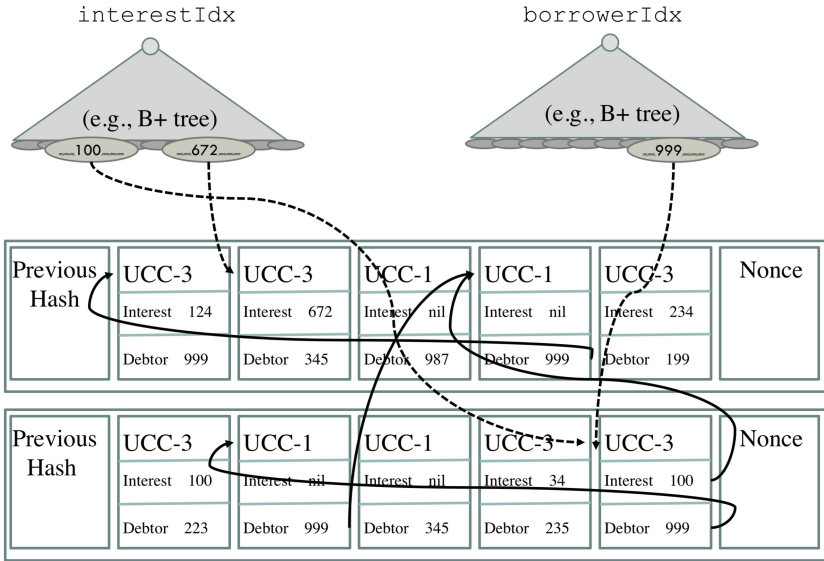 interestIdx
borrowerIdx
(e.g., B+ tree)
(e.g., B+ tree)
100
672
999
Previous Hash
UCC-3
Interest 124
Debtor 999
UCC-3
Interest 672
Debtor 345
UCC-1
Interest nil
Debtor 987
UCC-1
Interest nil
Debtor 999
UCC-3
Interest 234
Debtor 199
Nonce
Previous Hash
UCC-3
Interest 100
Debtor 223
UCC-1
Interest nil
Debtor 999
UCC-1
Interest nil
Debtor 345
UCC-3
Interest 34
Debtor 235
UCC-3
Interest 100
Debtor 999
Nonce